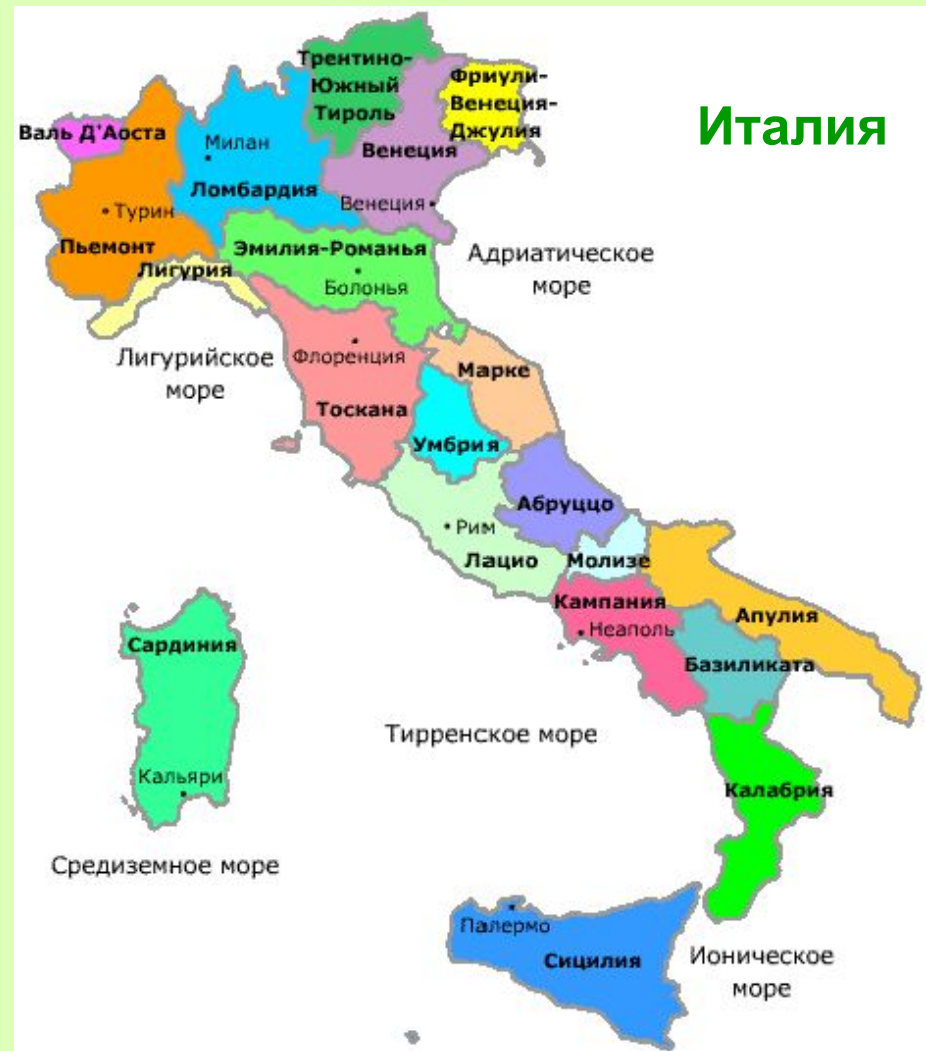 Италия
Трентино-
Южный
Тироль
Фриули-
Венеция-
Джулия
Валь Д'Аоста
Милан
Венеция
Ломбардия
Венеция
Турин
Пьемонт
Эмилия-Романья
Лигурия
Болонья
Адриатическое
море
Лигурийское
море
Флоренция
Марке
Тоскана
Умбрия
Абруццо
Рим
Лацио
Молизе
Кампания
Неаполь
Апулия
Базиликата
Сардиния
Тирренское море
Кальяри
Калабрия
Средиземное море
Палермо
Сицилия
Ионическое
море